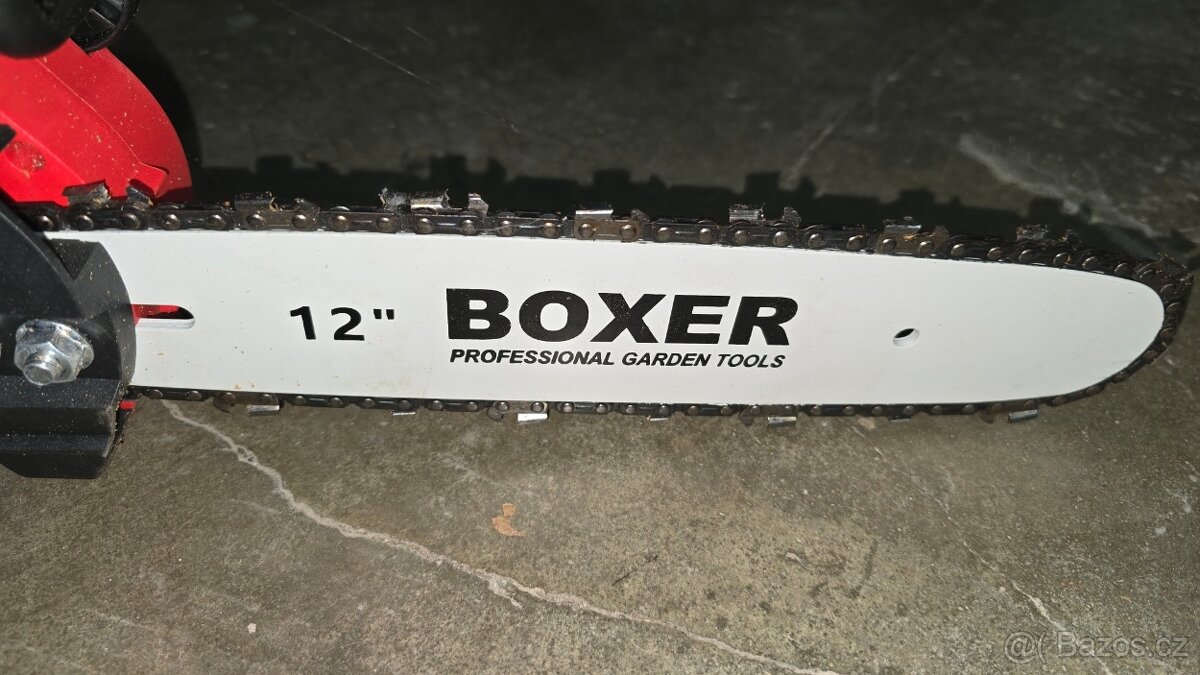 12" BOXER
PROFESSIONAL GARDEN TOOLS
@( Bazos.cz